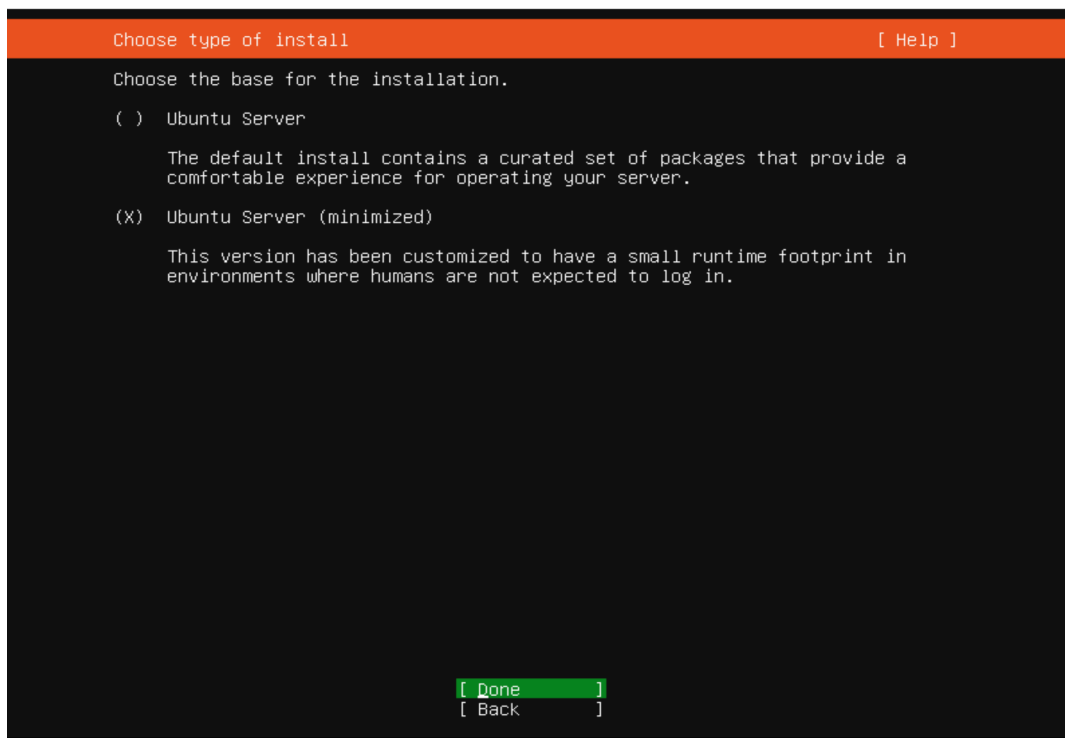 Choose type of install [ Help ]
Choose the base for the installation.
( ) Ubuntu Server
The default install contains a curated set of packages that provide a
comfortable experience for operating your server.
(X) Ubuntu Server (minimized)
This version has been customized to have a small runtime footprint in
environments where humans are not expected to log in.
[ Done ]
[ Back ]